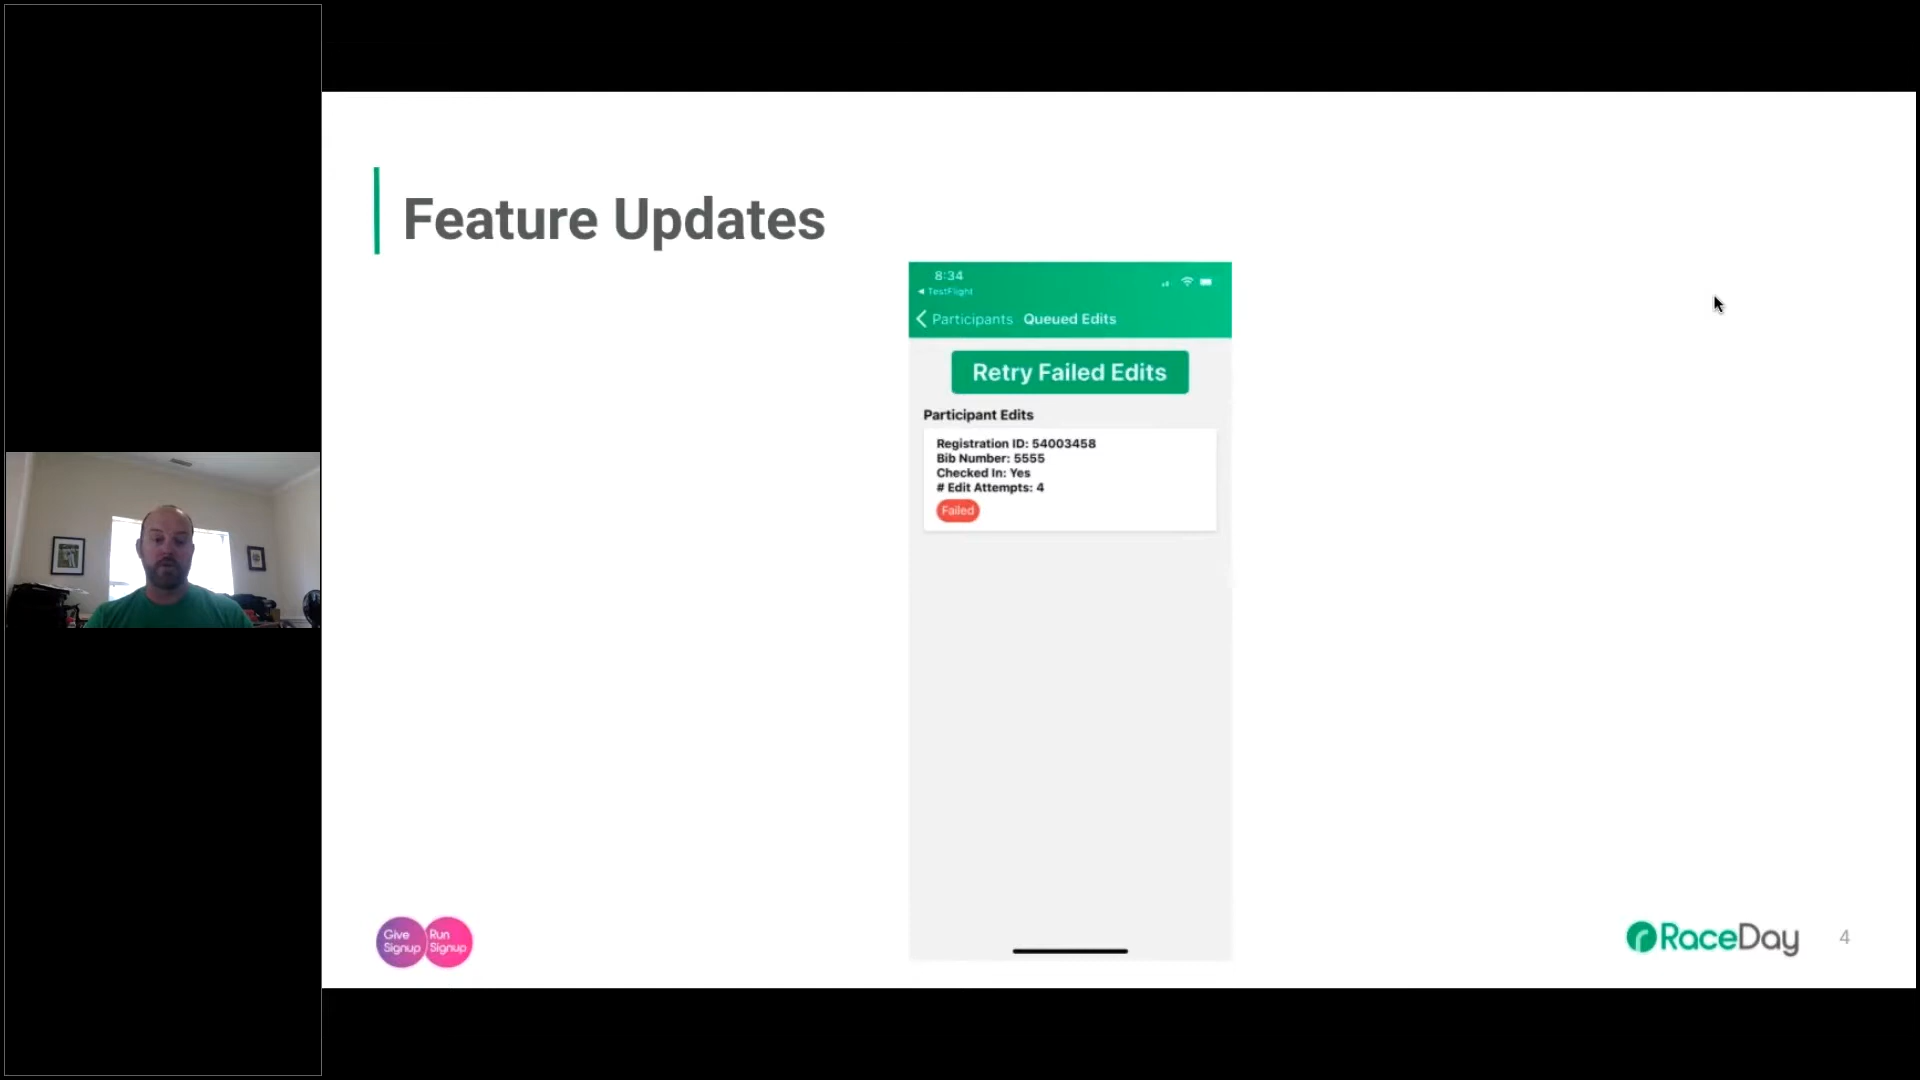 Feature Updates
8:34
TestFlight
Participants Queued Edits
Retry Failed Edits
Participant Edits
Registration ID: 54003458
Bib Number: 5555
Checked In: Yes
# Edit Attempts: 4
Failed
Give Signup
Run Signup
RaceDay
4